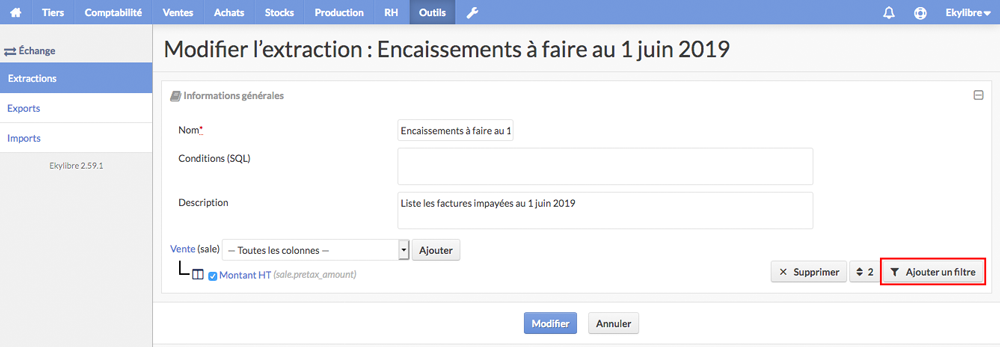 Tiers Comptabilité Ventes Achats Stocks Production RH Outils Ekylibre
Échange
Extractions
Exports
Imports
Ekylibre 2.59.1
Modifier l'extraction : Encaissements à faire au 1 juin 2019
Informations générales
Nom*
Encaissements à faire au 1
Conditions (SQL)
Description
Liste les factures impayées au 1 juin 2019
Vente (sale) — Toutes les colonnes — Ajouter
Montant HT (sale.pretax_amount)
Supprimer 2 Ajouter un filtre
Modifier Annuler